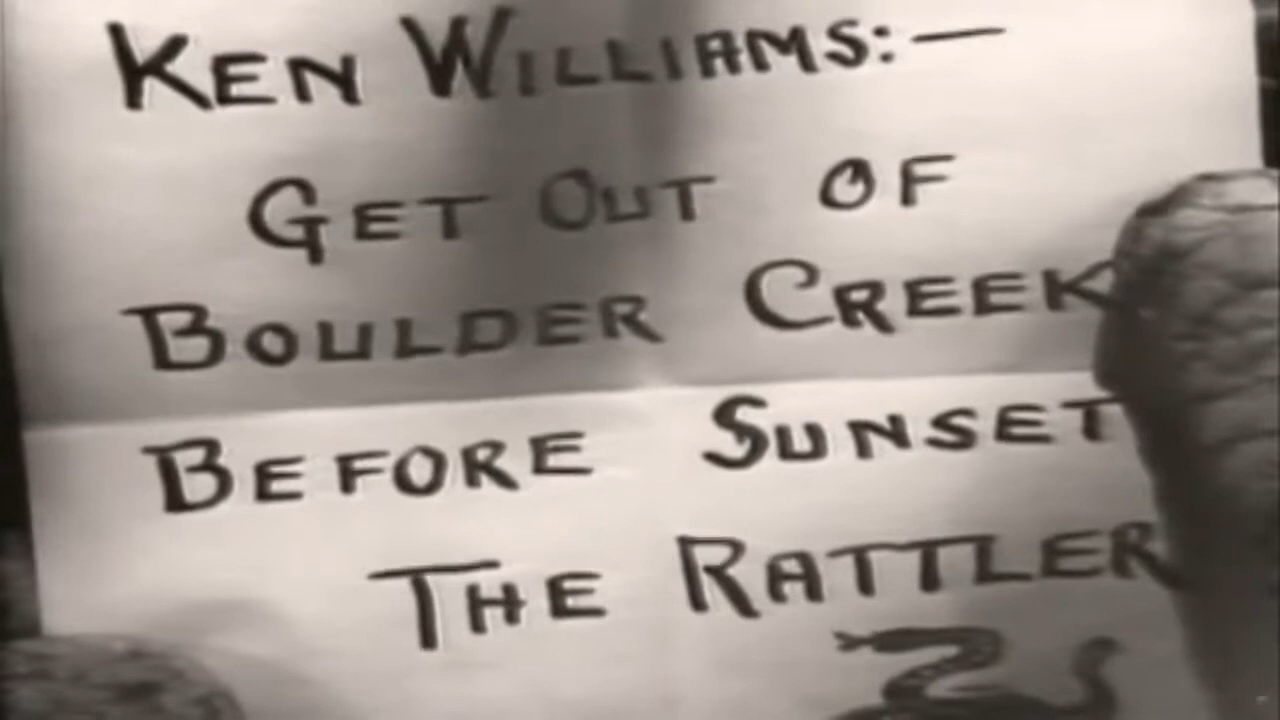 KEN WILLIAMS:—
GET OUT OF
BOULDER CREEK
BEFORE SUNSET
THE RATTLER